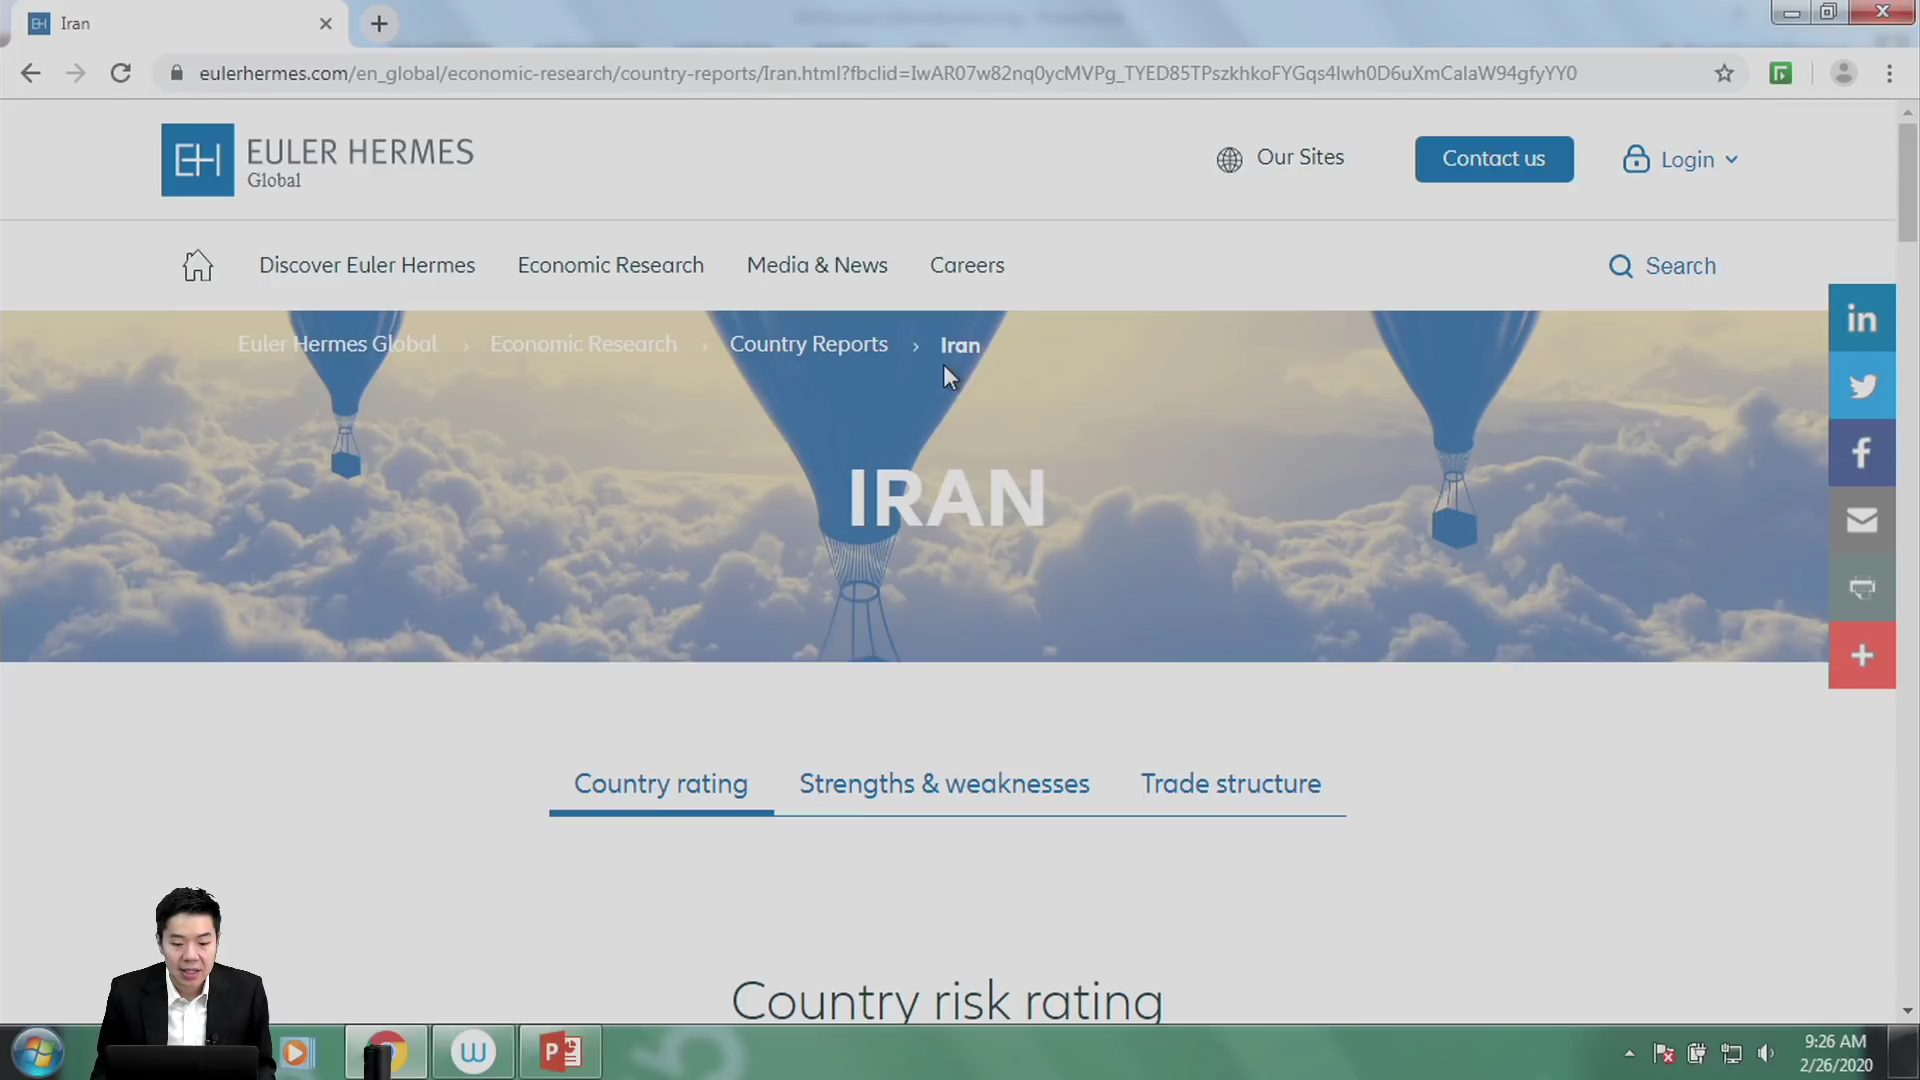 Iran
eulerhermes.com/en_global/economic-research/country-reports/Iran.html?fbclid=IwAR07w82nq0ycMVPg_TYED85TPszkhkoFYGqs4lwh0D6uXmCalaW94gfyYY0
EH
EULER HERMES
Global
Our Sites
Contact us
Login
Discover Euler Hermes
Economic Research
Media & News
Careers
Search
Euler Hermes Global › Economic Research › Country Reports › Iran
IRAN
in
f
Country rating
Strengths & weaknesses
Trade structure
Country risk rating
9:26 AM
2/26/2020